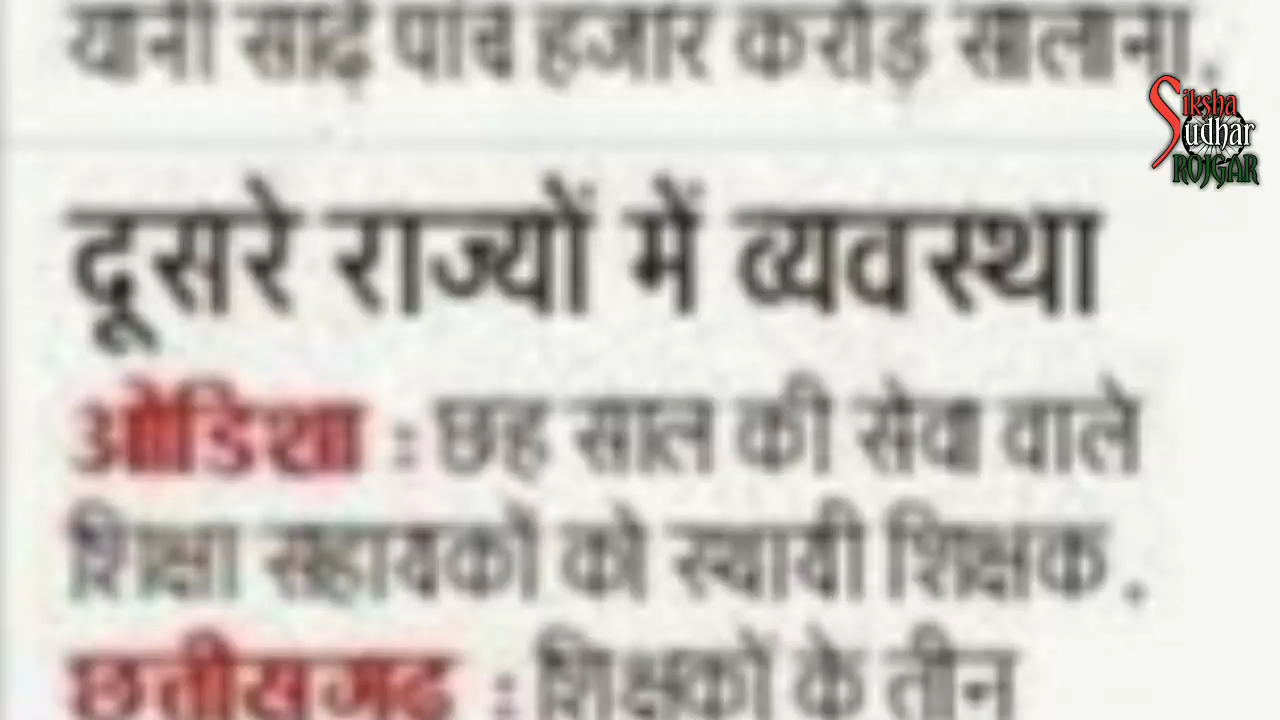 यानी साढ़े पांच हजार करोड़ सालाना.
Siksha
Sudhar
ROJGAR
दूसरे राज्यों में व्यवस्था
ओडिशा : छह साल की सेवा वाले
शिक्षा सहायकों को स्थायी शिक्षक.
छत्तीसगढ : शिक्षकों के तीन